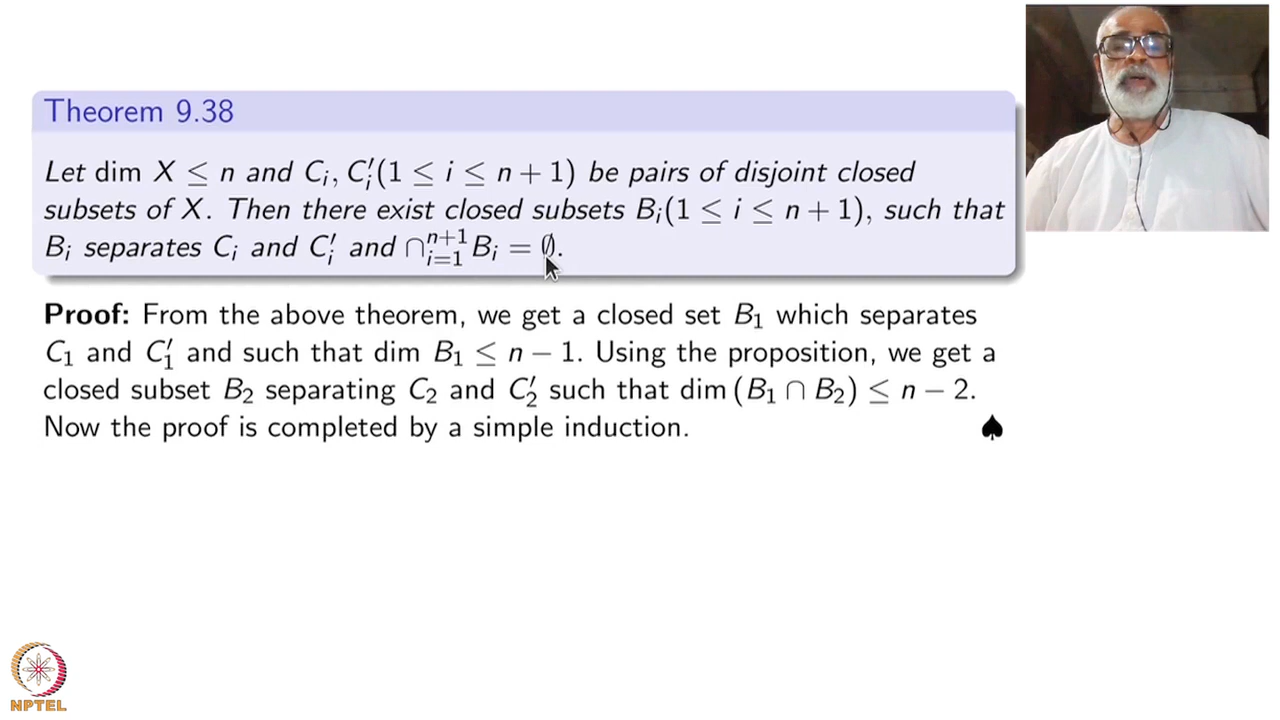 Theorem 9.38
Let dim X ≤ n and C_i, C'_i(1 ≤ i ≤ n + 1) be pairs of disjoint closed
subsets of X. Then there exist closed subsets B_i(1 ≤ i ≤ n + 1), such that
B_i separates C_i and C'_i and ∩_{i=1}^{n+1} B_i = ∅.
Proof: From the above theorem, we get a closed set B_1 which separates
C_1 and C'_1 and such that dim B_1 ≤ n − 1. Using the proposition, we get a
closed subset B_2 separating C_2 and C'_2 such that dim (B_1 ∩ B_2) ≤ n − 2.
Now the proof is completed by a simple induction. ♠
NPTEL